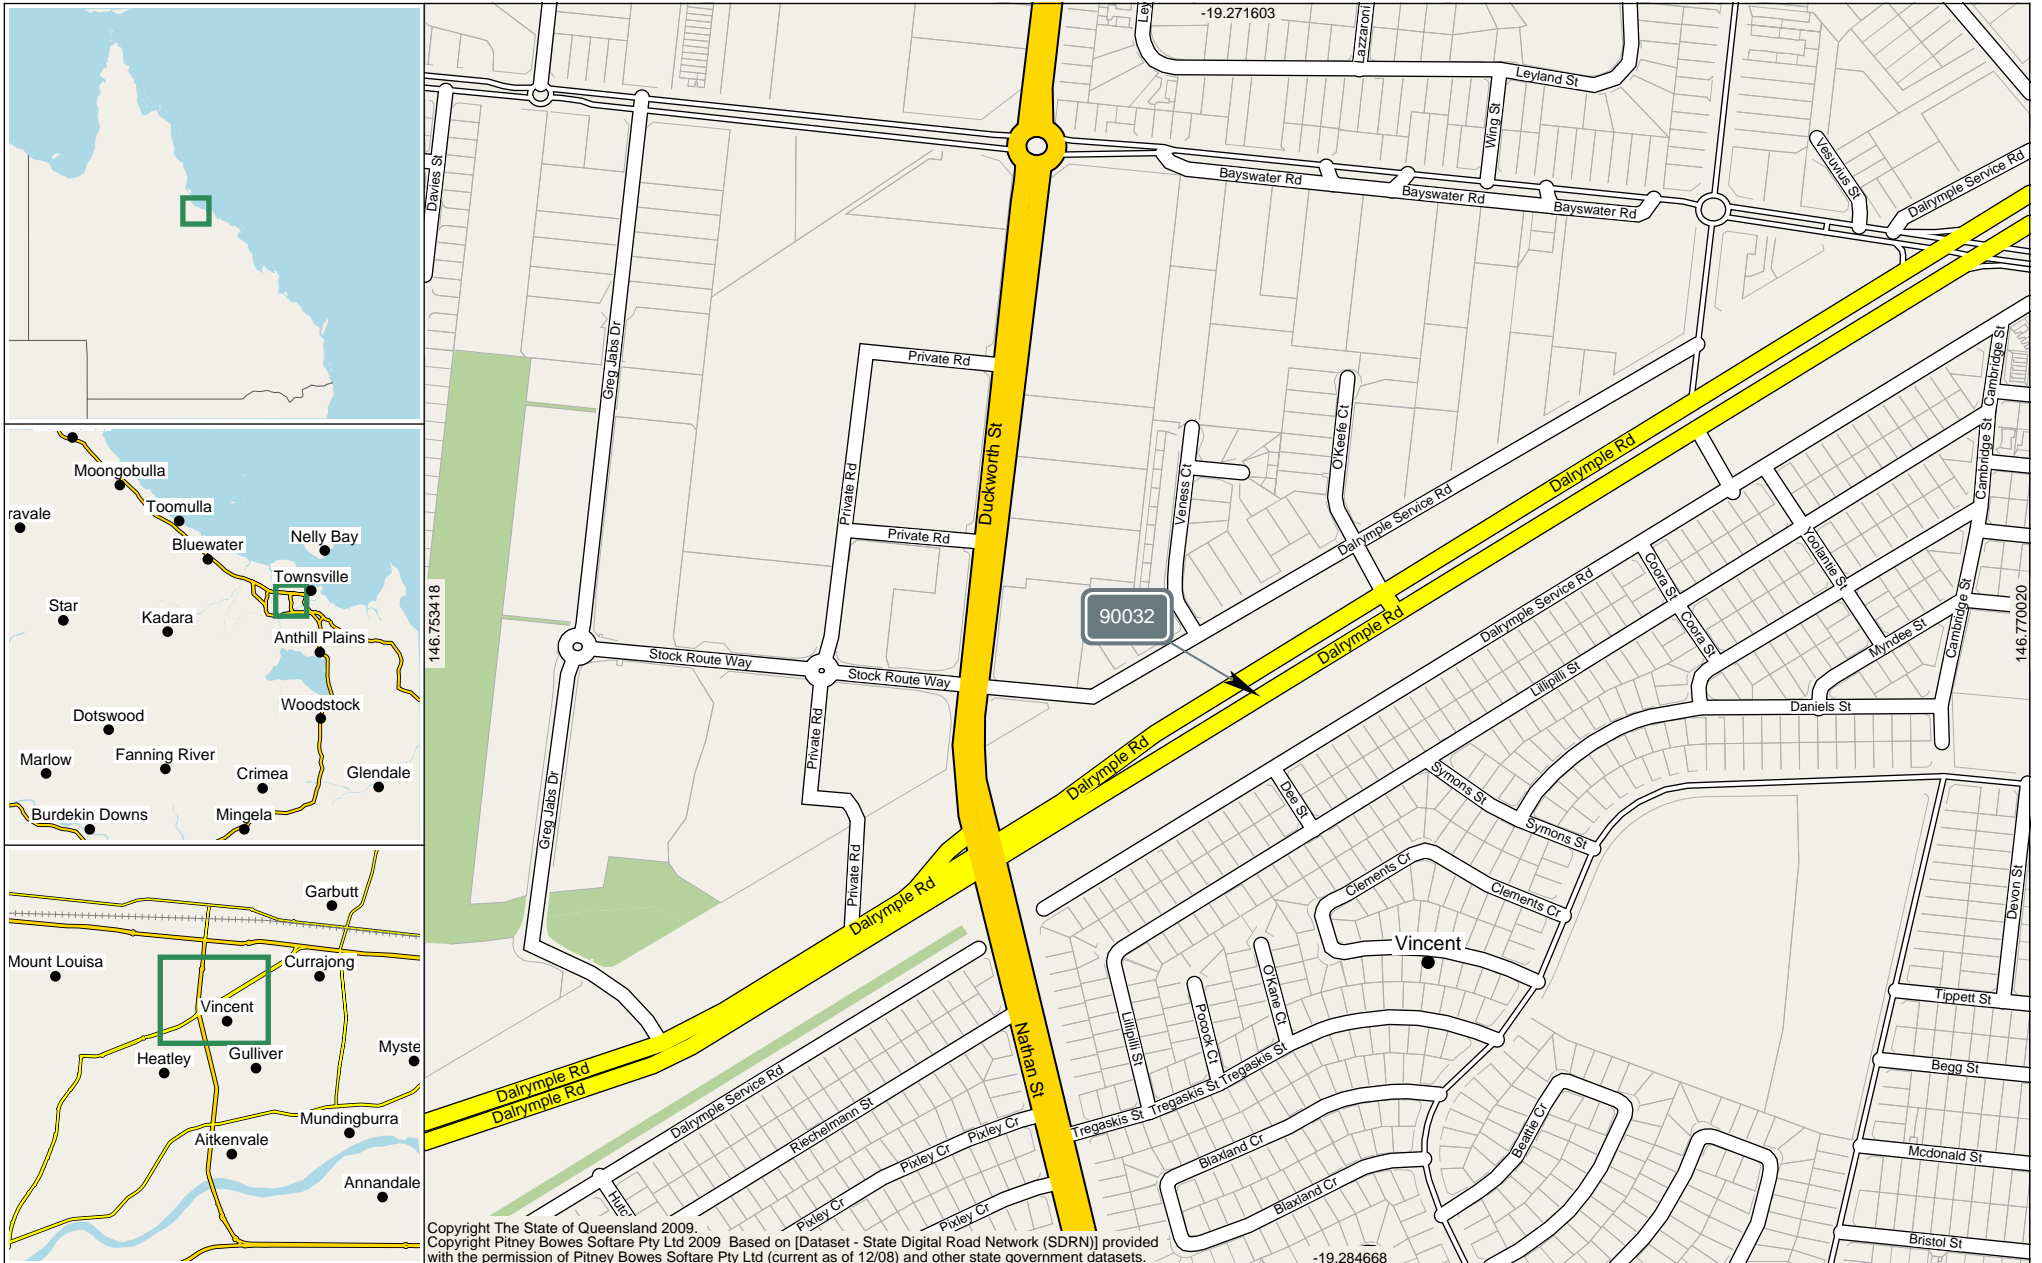 Moongobulla
Toomulla
ravale
Bluewater
Nelly Bay
Townsville
Star
Kadara
Anthill Plains
Woodstock
Dotswood
Marlow
Fanning River
Crimea
Glendale
Burdekin Downs
Mingela
Garbutt
Mount Louisa
Currajong
Vincent
Heatley
Gulliver
Myste
Mundingburra
Aitkenvale
Annandale
-19.271603
146.753418
146.770020
-19.284668
Ley
Lazzaroni
Leyland St
Wing St
Vesuvius St
Dalrymple Service Rd
Davies St
Bayswater Rd
Bayswater Rd
Bayswater Rd
Greg Jabs Dr
Private Rd
Private Rd
Private Rd
Duckworth St
Veness Ct
O'Keefe Ct
Dalrymple Service Rd
Dalrymple Rd
Cambridge St
Cambridge St
Cambridge St
Yoolantie St
Coora St
Coora St
Myndee St
Dalrymple Service Rd
90032
Dalrymple Rd
Lillipilli St
Daniels St
Stock Route Way
Stock Route Way
Private Rd
Dalrymple Rd
Greg Jabs Dr
Private Rd
Dalrymple Rd
Dee St
Symons St
Symons St
Clements Cr
Clements Cr
Vincent
Devon St
Tippett St
Begg St
Mcdonald St
Bristol St
O'Kane Ct
Pocock Ct
Lillipilli St
Nathan St
Tregaskis St
Tregaskis St
Tregaskis St
Dalrymple Rd
Dalrymple Rd
Dalrymple Service Rd
Riechelmann St
Pixley Cr
Pixley Cr
Pixley Cr
Pixley Cr
Hutc
Blaxland Cr
Blaxland Cr
Beattie Cr
Copyright The State of Queensland 2009.
Copyright Pitney Bowes Softare Pty Ltd 2009 Based on [Dataset - State Digital Road Network (SDRN)] provided
with the permission of Pitney Bowes Softare Pty Ltd (current as of 12/08) and other state government datasets.